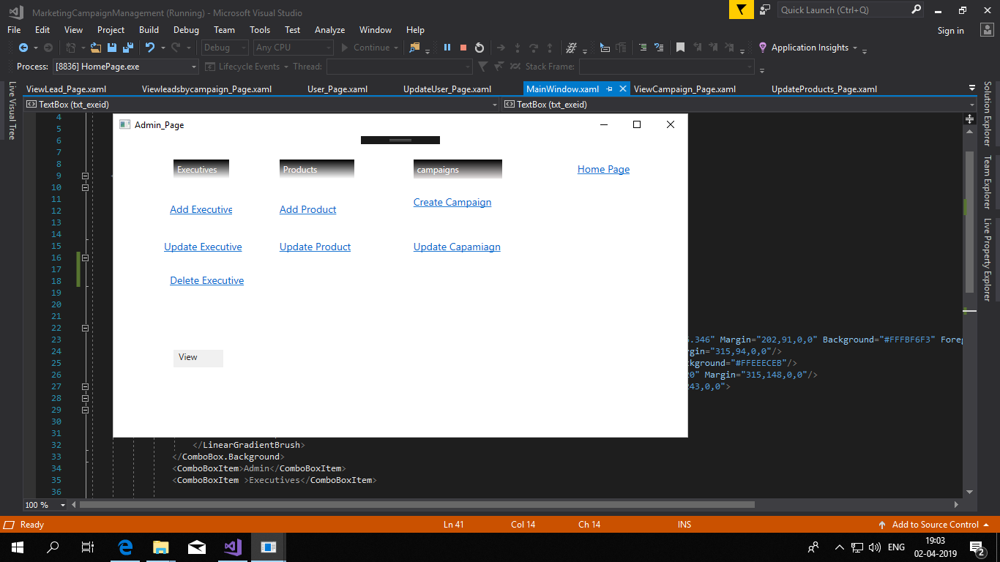 MarketingCampaignManagement (Running) - Microsoft Visual Studio
Quick Launch (Ctrl+Q)
File Edit View Project Build Debug Team Tools Test Analyze Window Help
Sign in
Debug Any CPU Continue Application Insights
Process: [8836] HomePage.exe Lifecycle Events Thread: Stack Frame:
ViewLead_Page.xaml Viewleadsbycampaign_Page.xaml User_Page.xaml UpdateUser_Page.xaml MainWindow.xaml ViewCampaign_Page.xaml UpdateProducts_Page.xaml
TextBox (txt_exeid) TextBox (txt_exeid)
Live Visual Tree
Solution Explorer
Team Explorer
Live Property Explorer
Admin_Page
Executives Products campaigns Home Page
Add Executive Add Product Create Campaign
Update Executive Update Product Update Capamiagn
Delete Executive
View
4
5
6
7
8
9
10
11
12
13
14
15
16
17
18
19
20
21
22
23 .346" Margin="202,91,0,0" Background="#FFFBF6F3" Fore
24 rgin="315,94,0,0"/>
25 kground="#FFEEECEB"/>
26 20" Margin="315,148,0,0"/>
27 243,0,0">
28
29
30
31
32 </LinearGradientBrush>
33 </ComboBox.Background>
34 <ComboBoxItem>Admin</ComboBoxItem>
35 <ComboBoxItem >Executives</ComboBoxItem>
36
100 %
Ready Ln 41 Col 14 Ch 14 INS Add to Source Control
ENG 19:03
02-04-2019
2